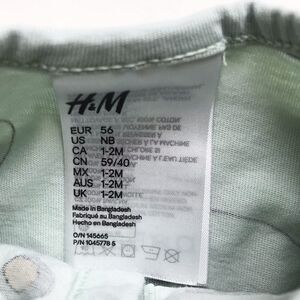 H&M
EUR 56
US NB
CA 1-2M
CN 59/40
MX 1-2M
AUS 1-2M
UK 1-2M
Made in Bangladesh
Fabriqué au Bangladesh
Hecho en Bangladesh
O/N 145665
P/N 1045778 5